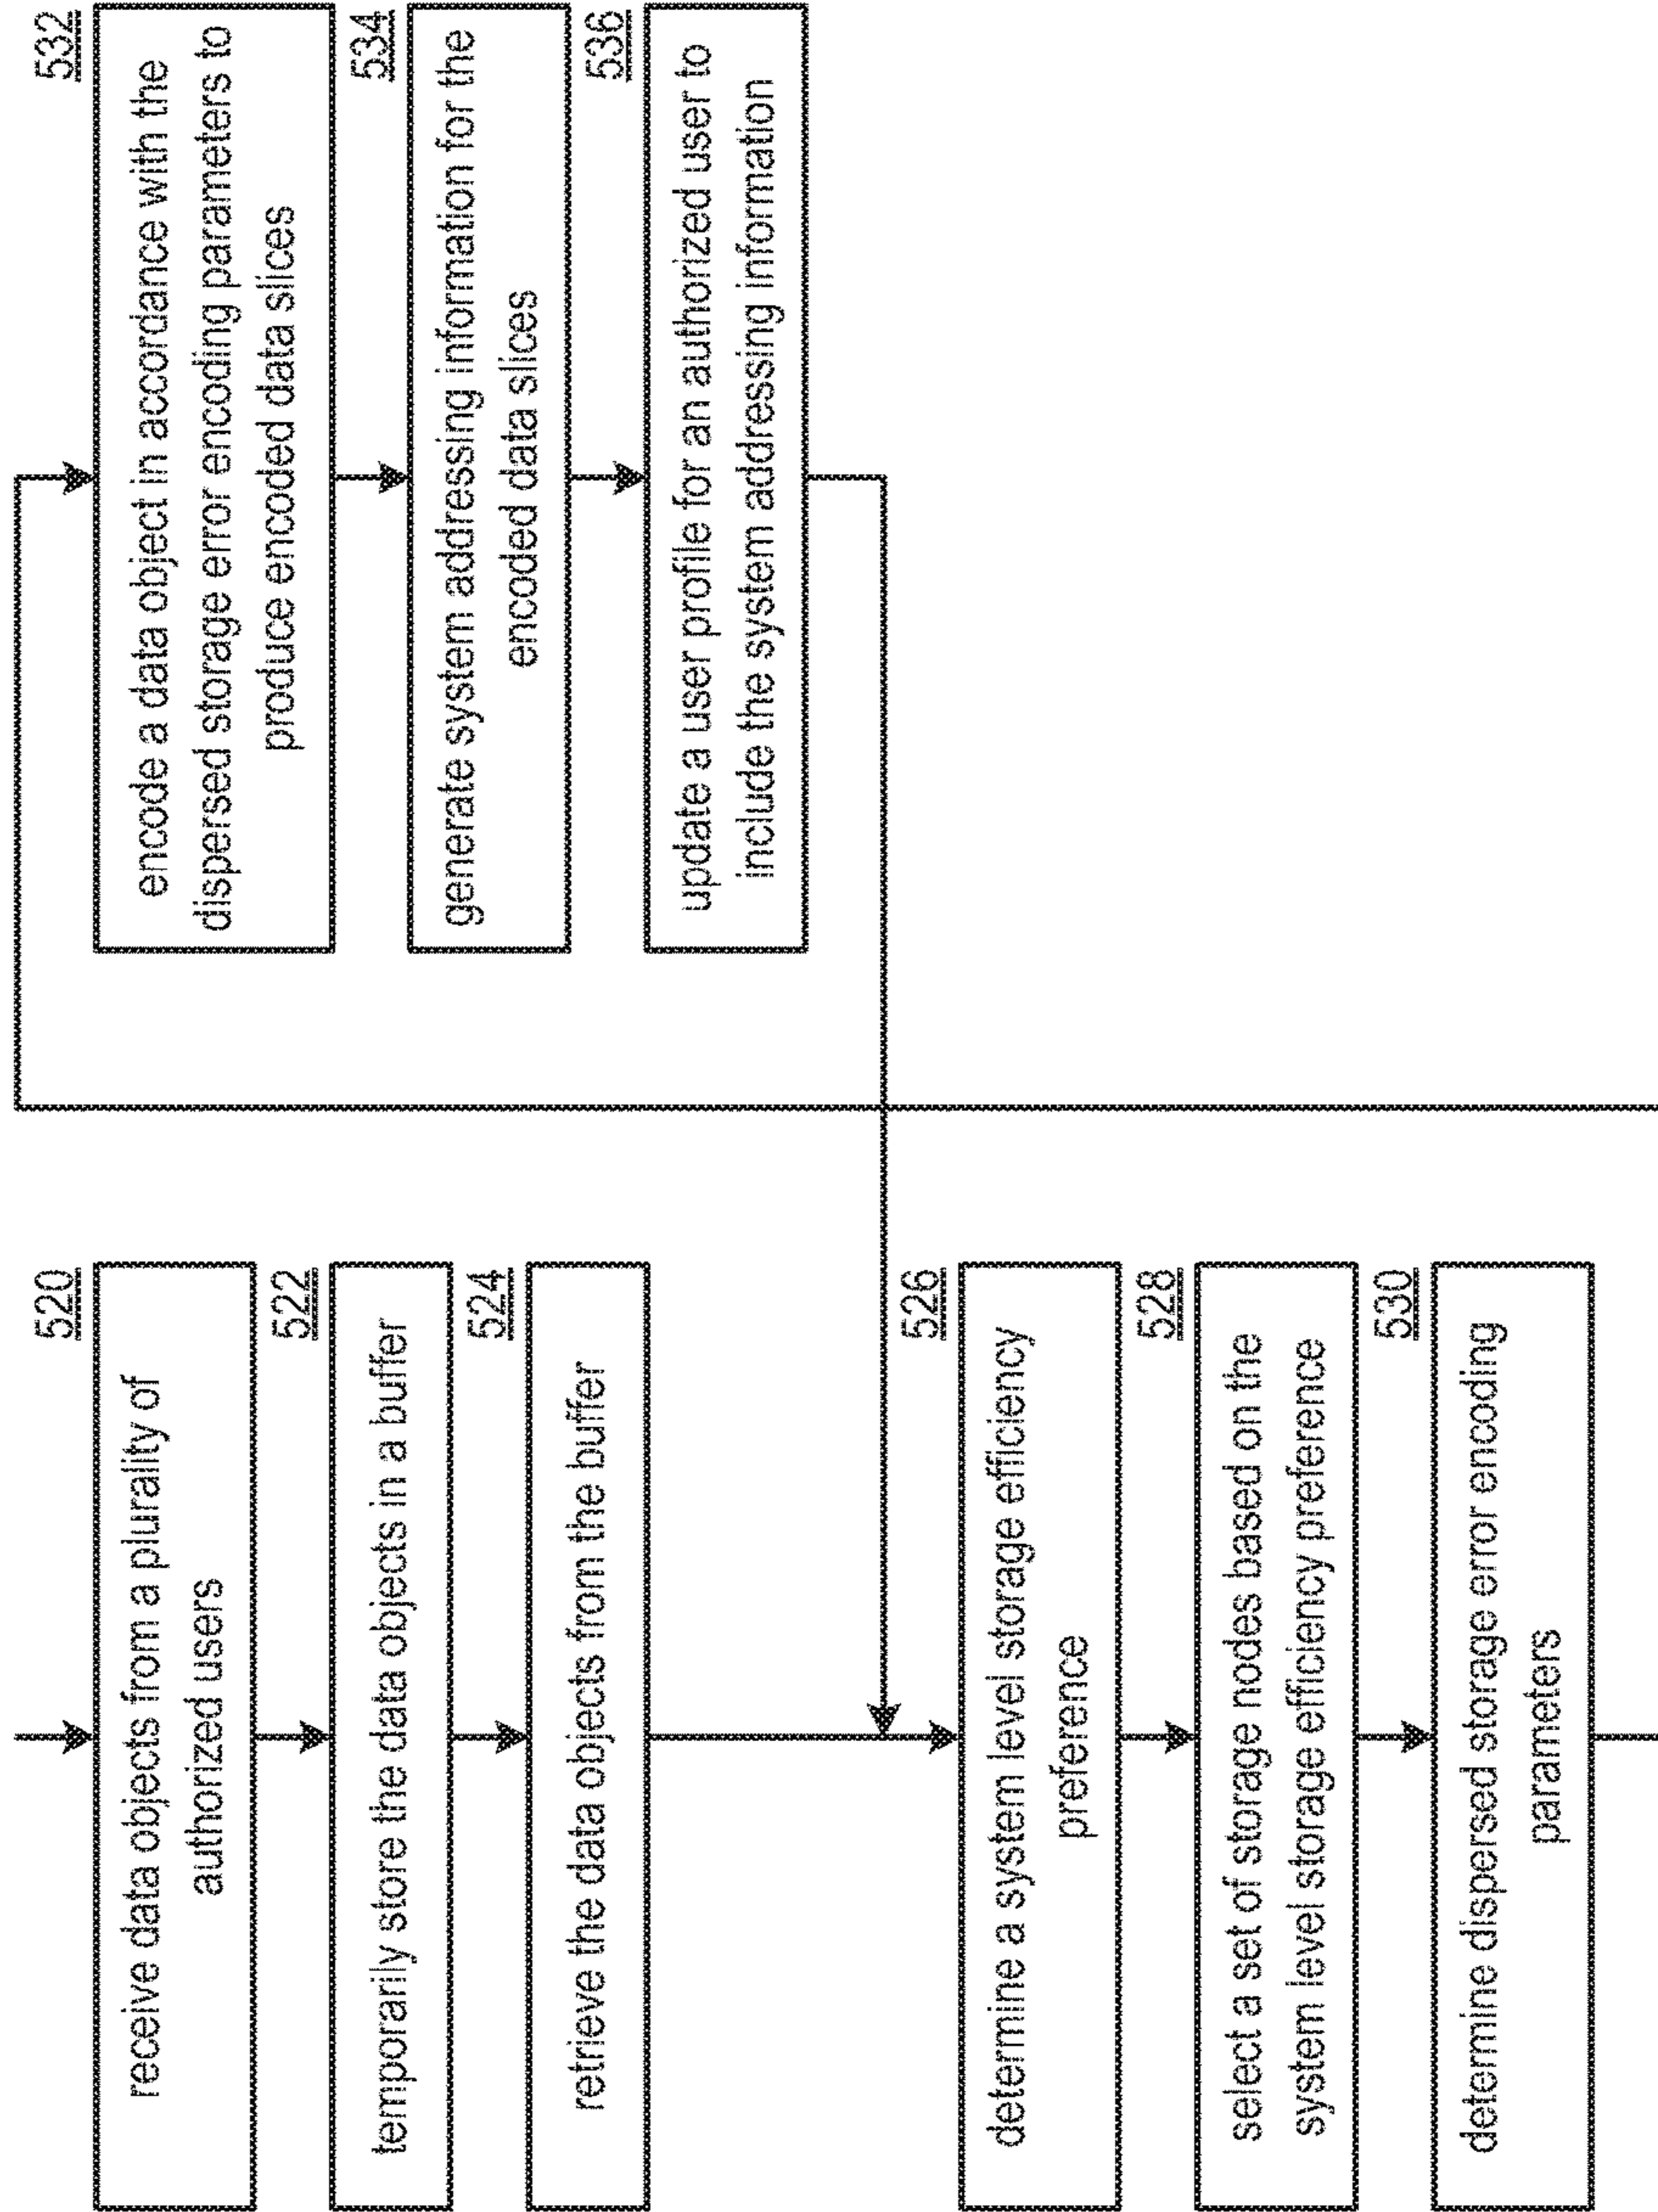 520
receive data objects from a plurality of
authorized users
522
temporarily store the data objects in a buffer
524
retrieve the data objects from the buffer
526
determine a system level storage efficiency
preference
528
select a set of storage nodes based on the
system level storage efficiency preference
530
determine dispersed storage error encoding
parameters
532
encode a data object in accordance with the
dispersed storage error encoding parameters to
produce encoded data slices
534
generate system addressing information for the
encoded data slices
536
update a user profile for an authorized user to
include the system addressing information